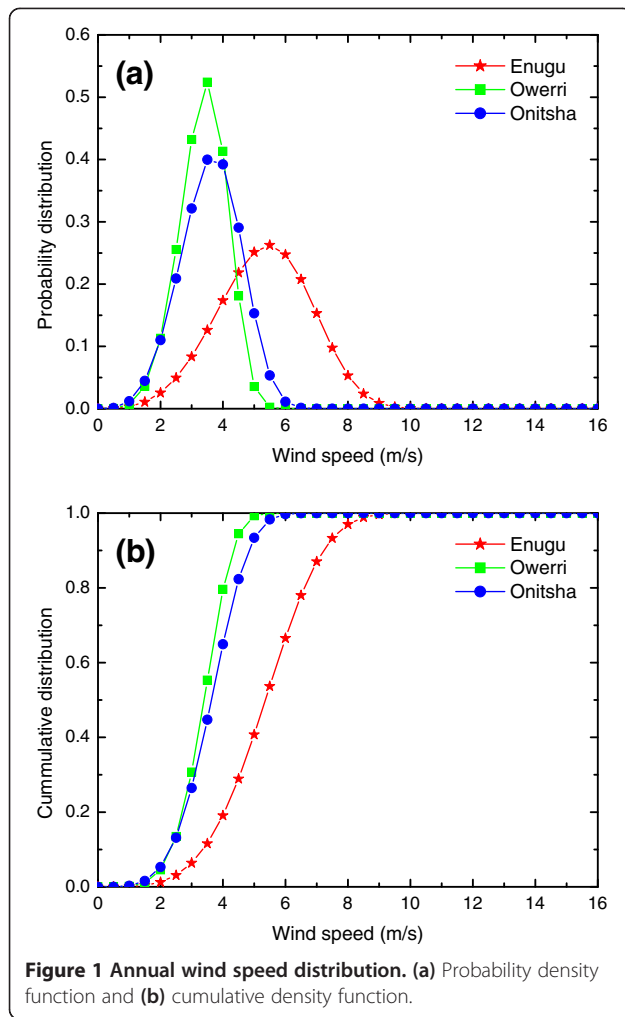 (a)
Enugu
Owerri
Onitsha
Probability distribution
0.6
0.5
0.4
0.3
0.2
0.1
0.0
0 2 4 6 8 10 12 14 16
Wind speed (m/s)
(b)
Enugu
Owerri
Onitsha
Cummulative distribution
1.0
0.8
0.6
0.4
0.2
0.0
0 2 4 6 8 10 12 14 16
Wind speed (m/s)
Figure 1 Annual wind speed distribution. (a) Probability density
function and (b) cumulative density function.